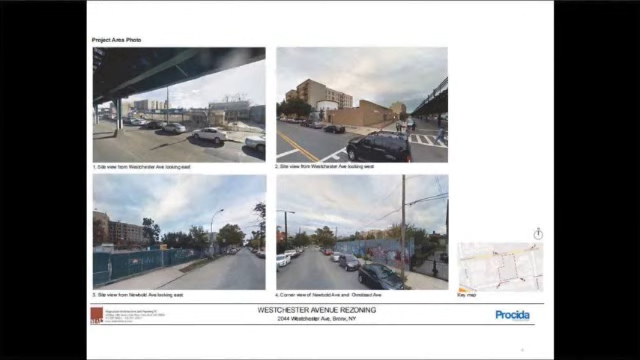 Project Area Photo
1. Site view from Westchester Ave looking east
2. Site view from Westchester Ave looking west
3. Site view from Newbold Ave looking east
4. Corner view of Newbold Ave and Olmstead Ave
Key map
WESTCHESTER AVENUE REZONING
2044 Westchester Ave, Bronx, NY
Procida